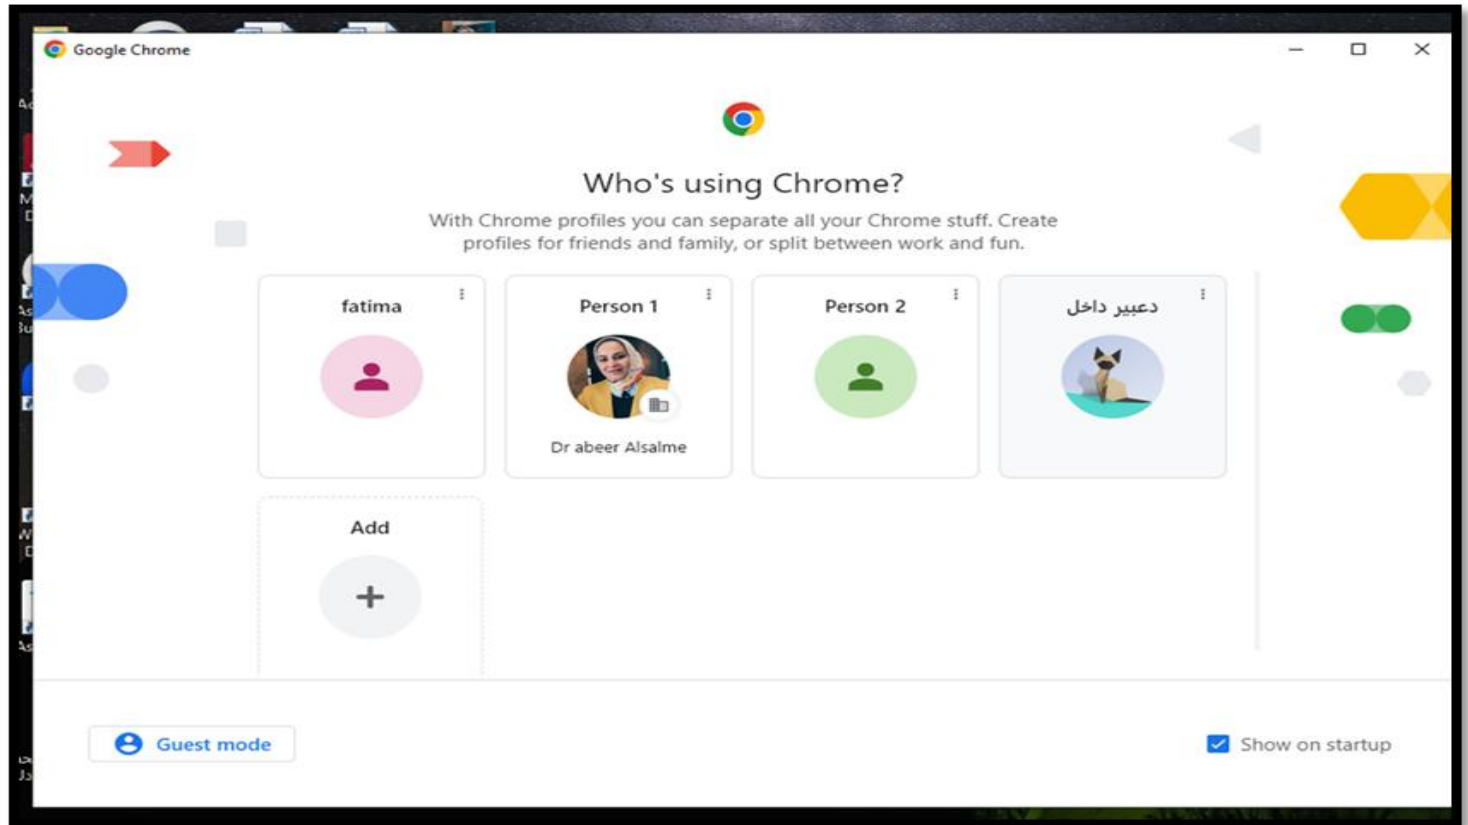 Google Chrome
Who's using Chrome?
With Chrome profiles you can separate all your Chrome stuff. Create
profiles for friends and family, or split between work and fun.
fatima
Person 1
Person 2
دعبير داخل
Dr abeer Alsalme
Add
Guest mode
Show on startup